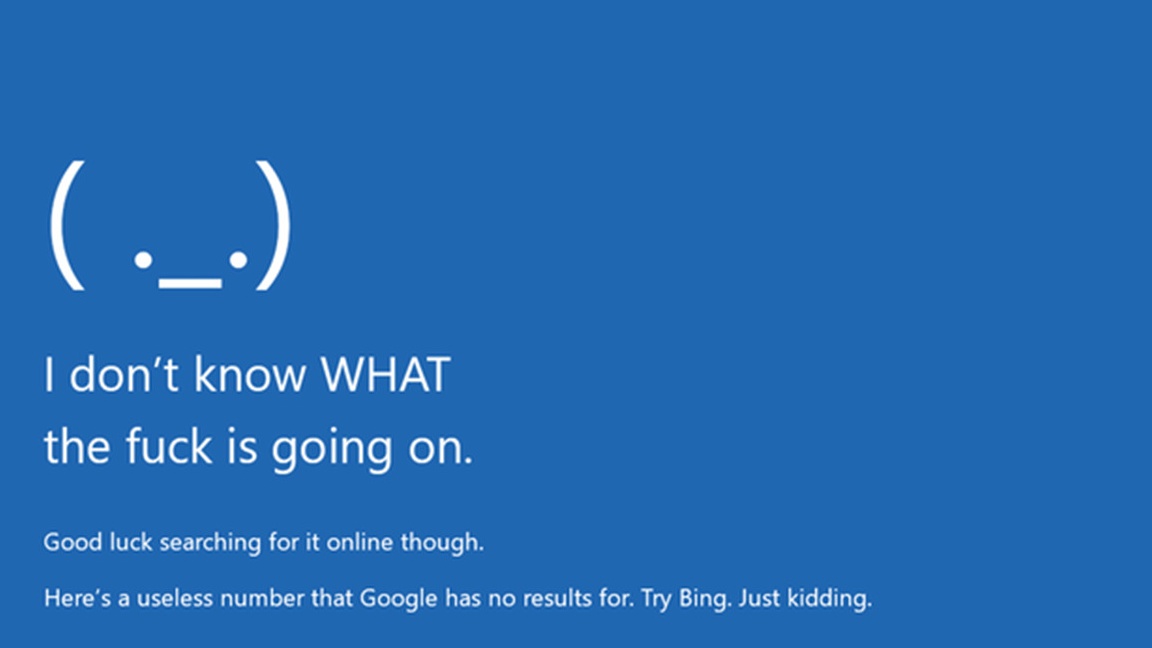 ( ._.)
I don’t know WHAT
the fuck is going on.
Good luck searching for it online though.
Here’s a useless number that Google has no results for. Try Bing. Just kidding.